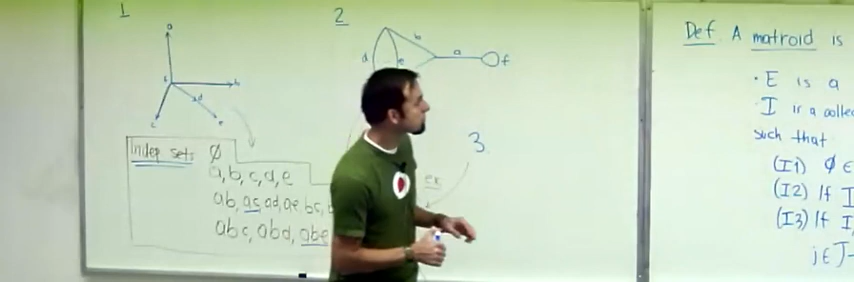 1
a
b
c
d
e
Indep sets: ∅
a, b, c, d, e
ab, ac, ad, ae, bc,
abc, abd, abe
2
b
a
d
e
f
3.
ex.
Def. A matroid is
· E is a
· I is a
such that
(I1) ∅ ∈
(I2) If I
(I3) If I,
j∈J-